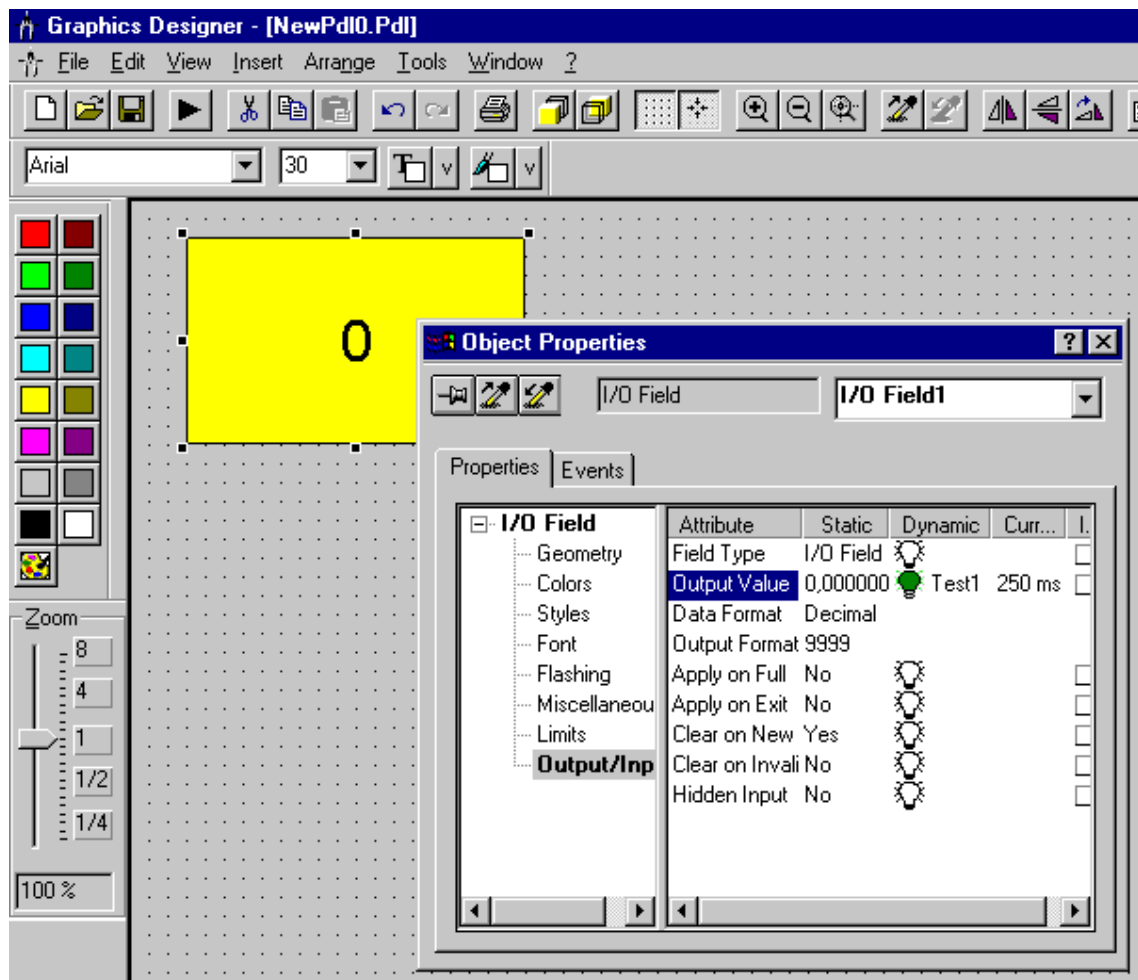 Graphics Designer - [NewPdl0.Pdl]
File Edit View Insert Arrange Tools Window ?
Arial 30 T v v
0
Object Properties
I/O Field I/O Field1
Properties Events
I/O Field
Geometry
Colors
Styles
Font
Flashing
Miscellaneou
Limits
Output/Inp
Attribute Static Dynamic Curr... I.
Field Type I/O Field
Output Value 0,000000 Test1 250 ms
Data Format Decimal
Output Format 9999
Apply on Full No
Apply on Exit No
Clear on New Yes
Clear on Invali No
Hidden Input No
Zoom
8
4
1
1/2
1/4
100 %